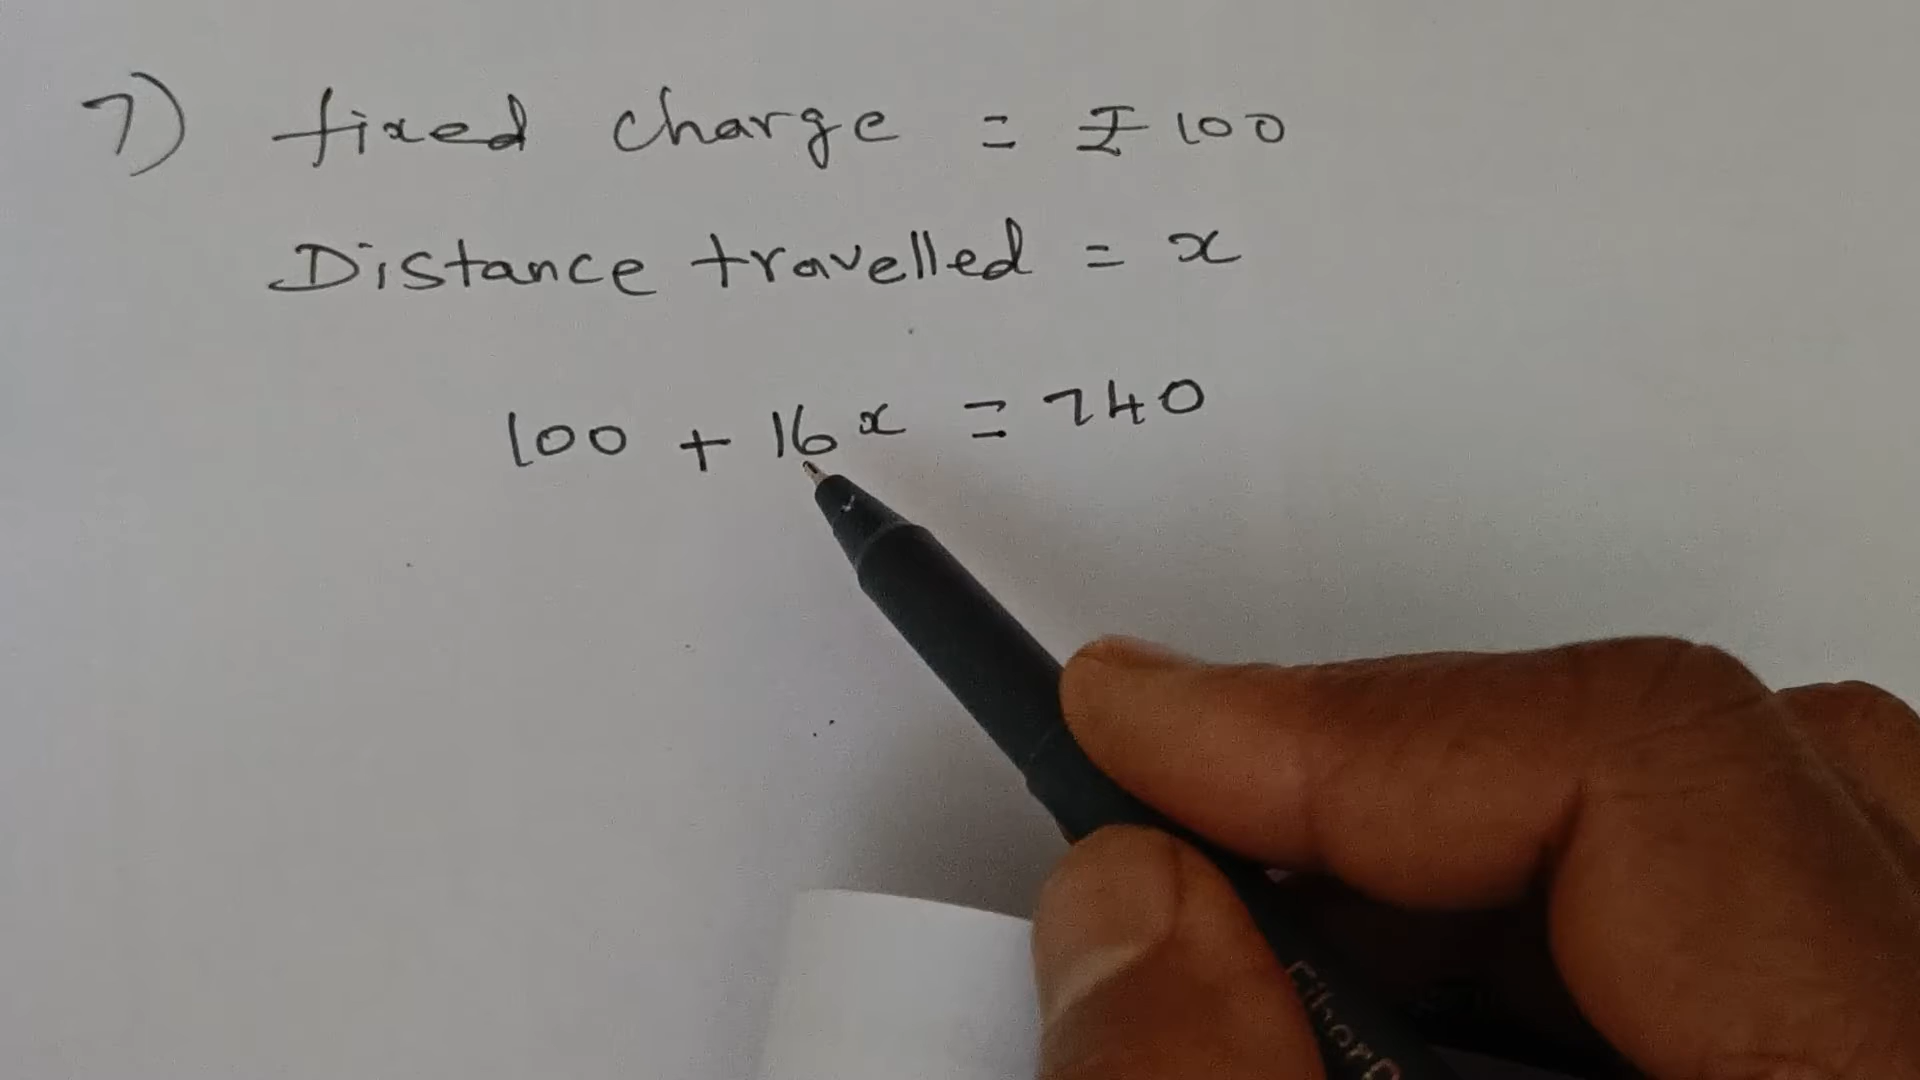 7) fixed charge = ₹ 100
Distance travelled = x
100 + 16x = 740